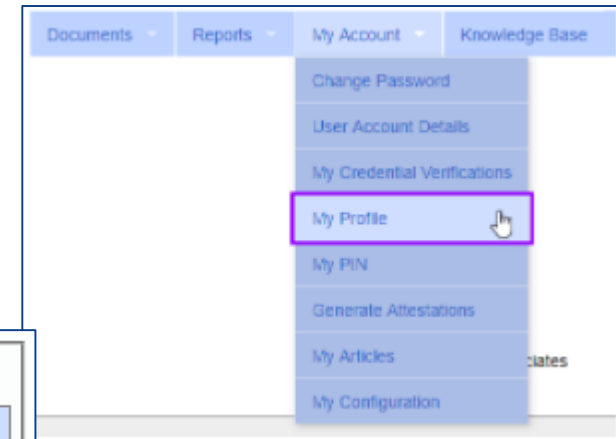 Documents Reports My Account Knowledge Base
Change Password
User Account Details
My Credential Verifications
My Profile
My PIN
Generate Attestations
My Articles
ciates
My Configuration